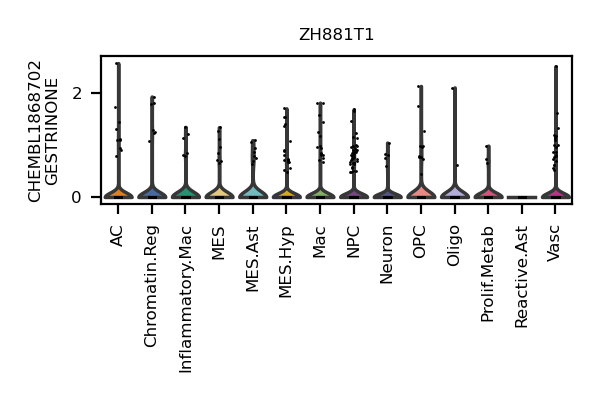 ZH881T1
CHEMBL1868702
GESTRINONE
2
0
AC
Chromatin.Reg
Inflammatory.Mac
MES
MES.Ast
MES.Hyp
Mac
NPC
Neuron
OPC
Oligo
Prolif.Metab
Reactive.Ast
Vasc